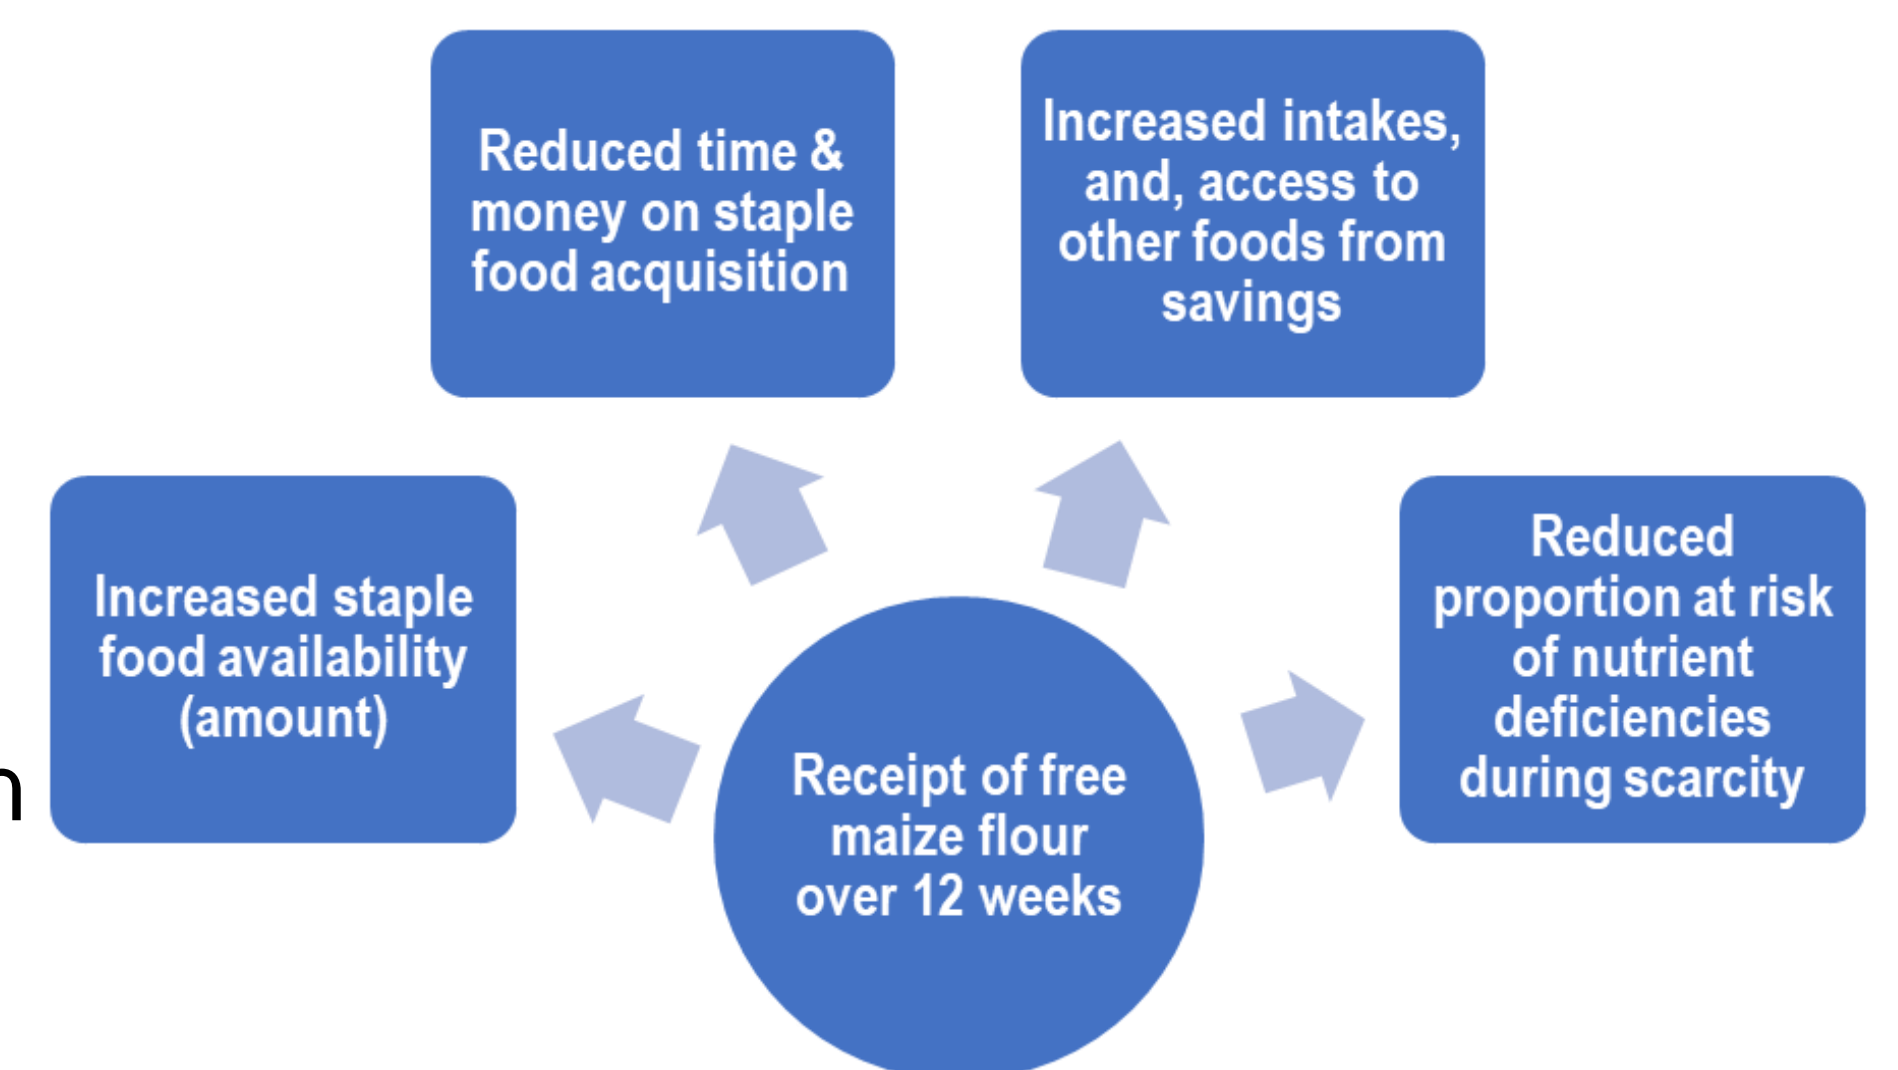 Reduced time &
money on staple
food acquisition
Increased intakes,
and, access to
other foods from
savings
Increased staple
food availability
(amount)
Reduced
proportion at risk
of nutrient
deficiencies
during scarcity
Receipt of free
maize flour
over 12 weeks